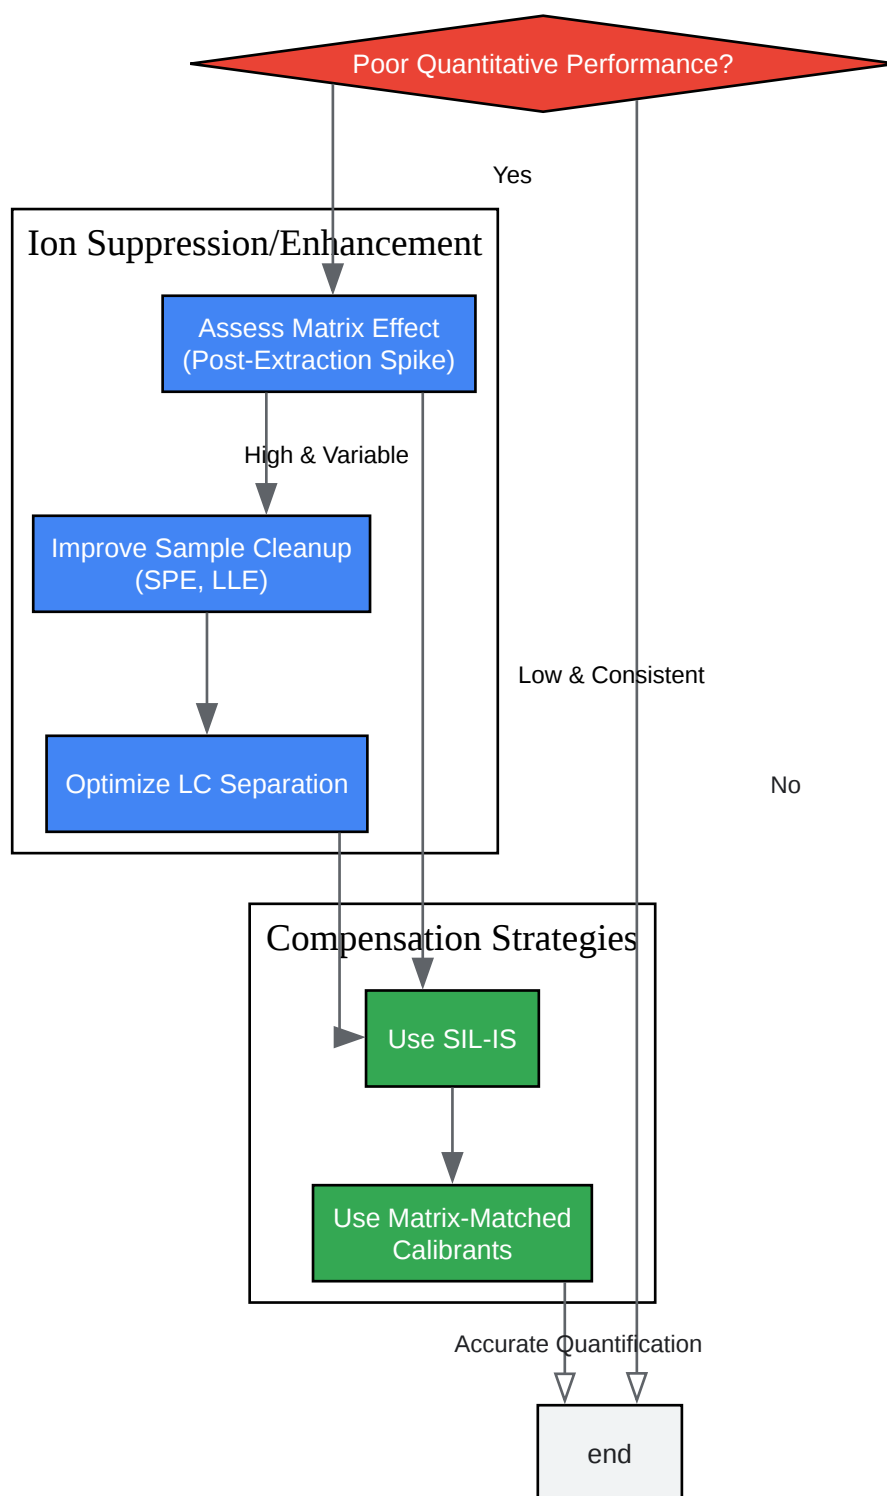 Poor Quantitative Performance?
Yes
Ion Suppression/Enhancement
Assess Matrix Effect
(Post-Extraction Spike)
High & Variable
Improve Sample Cleanup
(SPE, LLE)
Low & Consistent
Optimize LC Separation
No
Compensation Strategies
Use SIL-IS
Use Matrix-Matched
Calibrants
Accurate Quantification
end